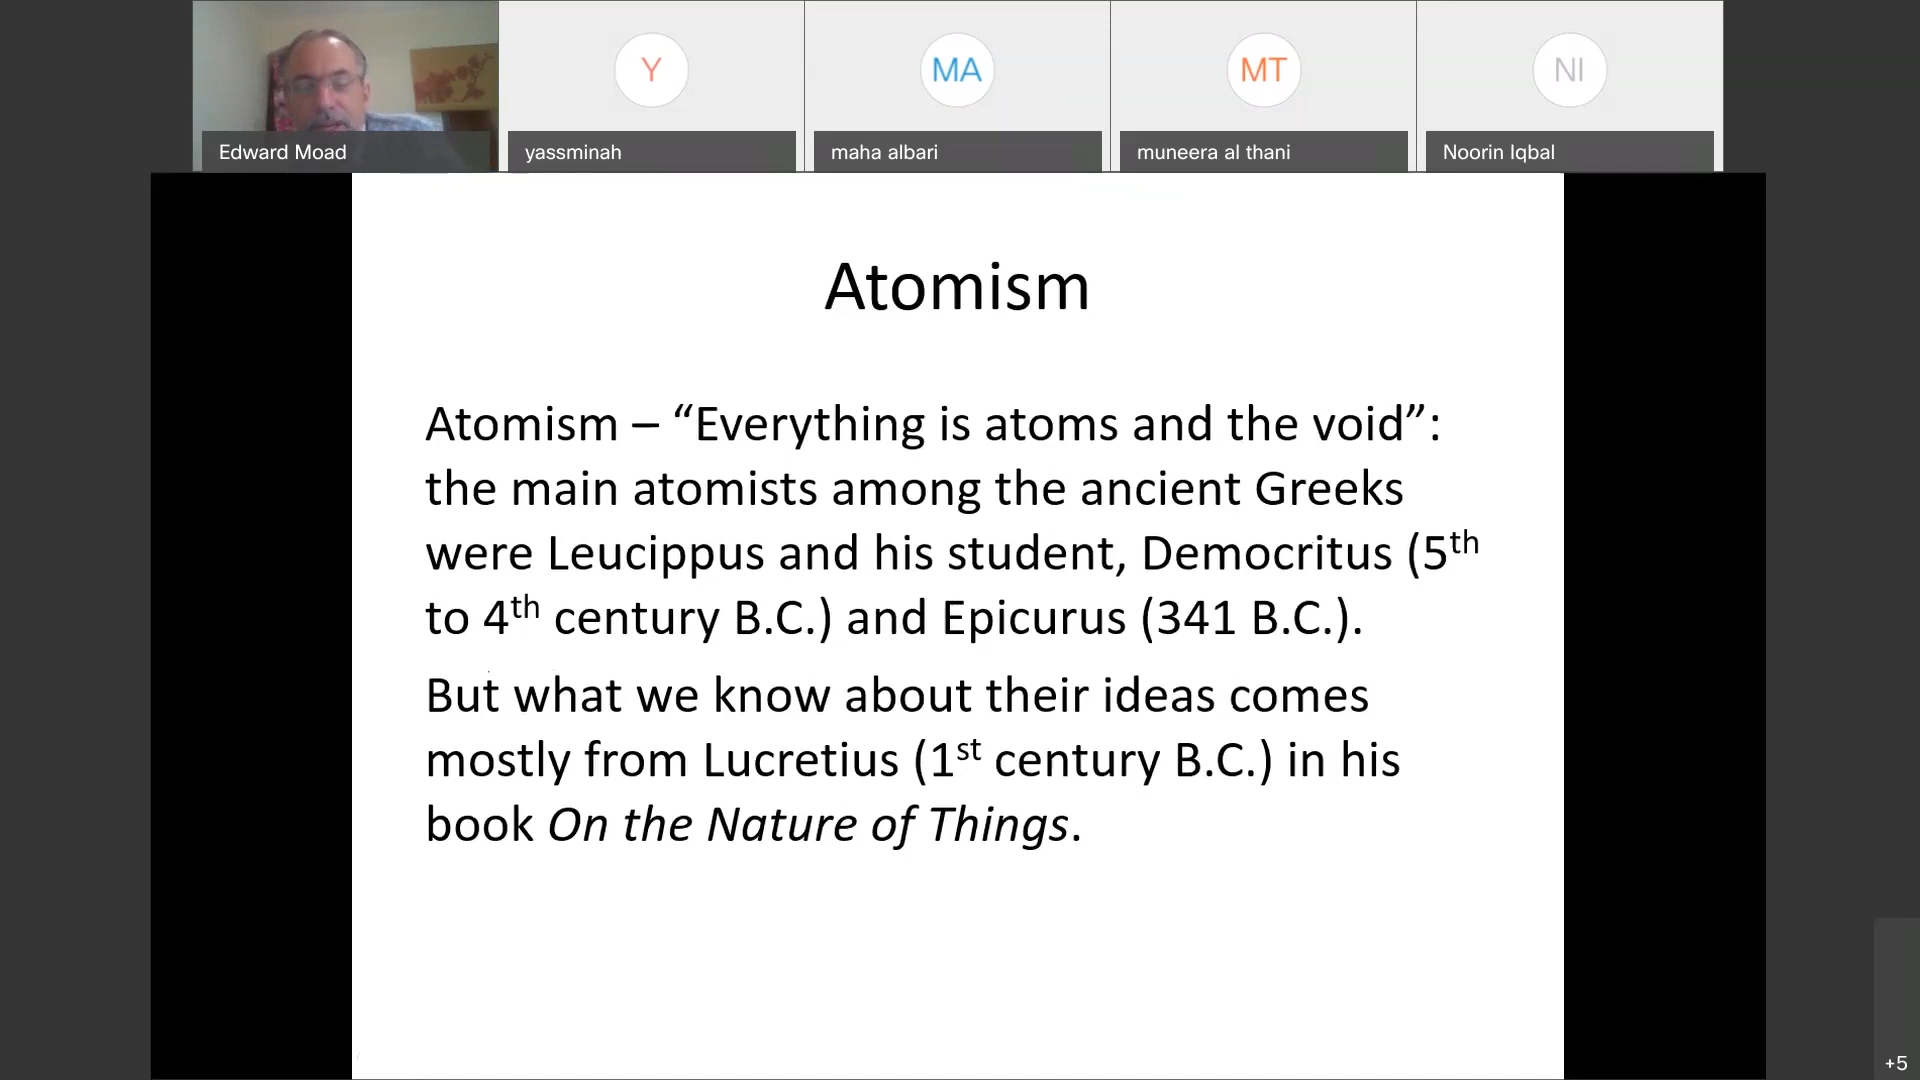 Y
MA
MT
NI
Edward Moad
yassminah
maha albari
muneera al thani
Noorin Iqbal
Atomism
Atomism – “Everything is atoms and the void”:
the main atomists among the ancient Greeks
were Leucippus and his student, Democritus (5th
to 4th century B.C.) and Epicurus (341 B.C.).
But what we know about their ideas comes
mostly from Lucretius (1st century B.C.) in his
book On the Nature of Things.
+5